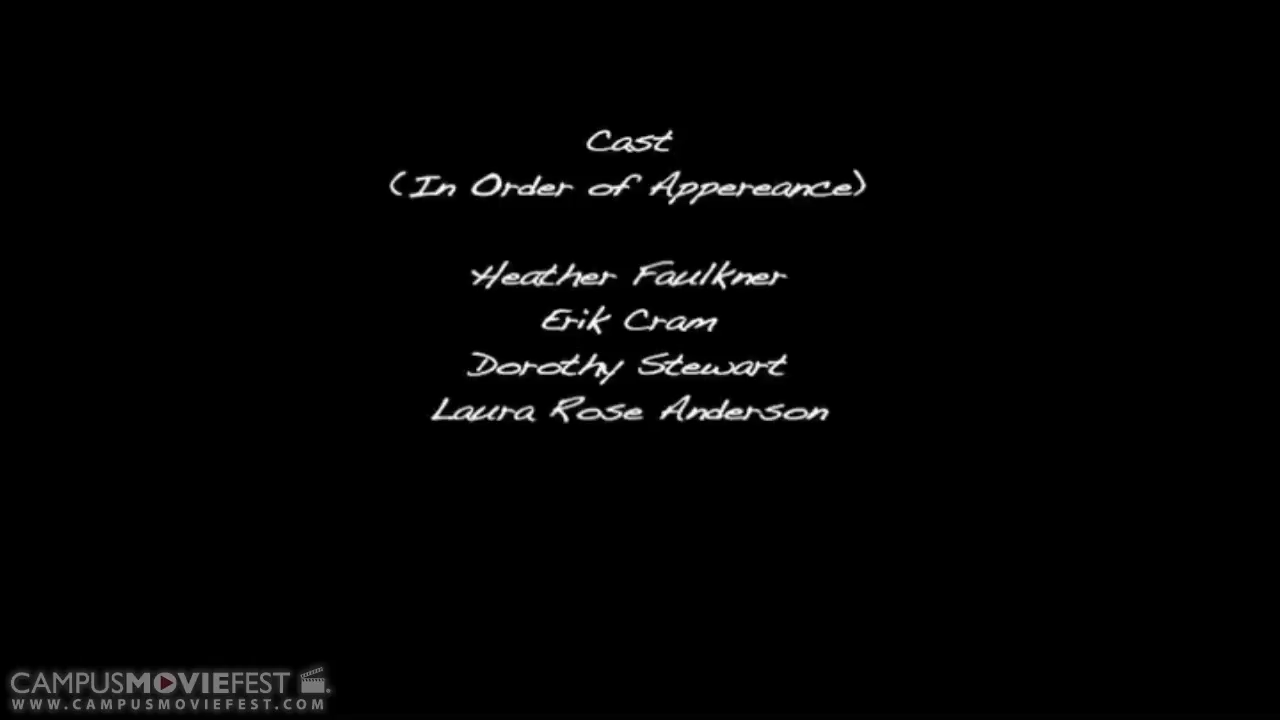 Cast
(In Order of Appereance)
Heather Faulkner
Erik Cram
Dorothy Stewart
Laura Rose Anderson
CAMPUSMOVIEFEST
WWW.CAMPUSMOVIEFEST.COM